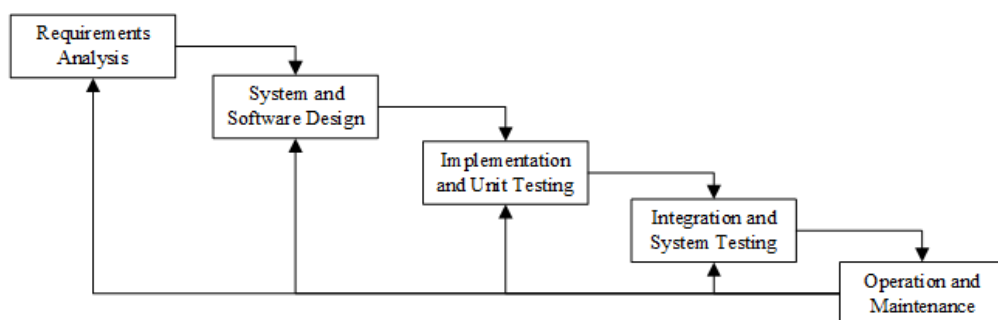 Requirements
Analysis
System and
Software Design
Implementation
and Unit Testing
Integration and
System Testing
Operation and
Maintenance